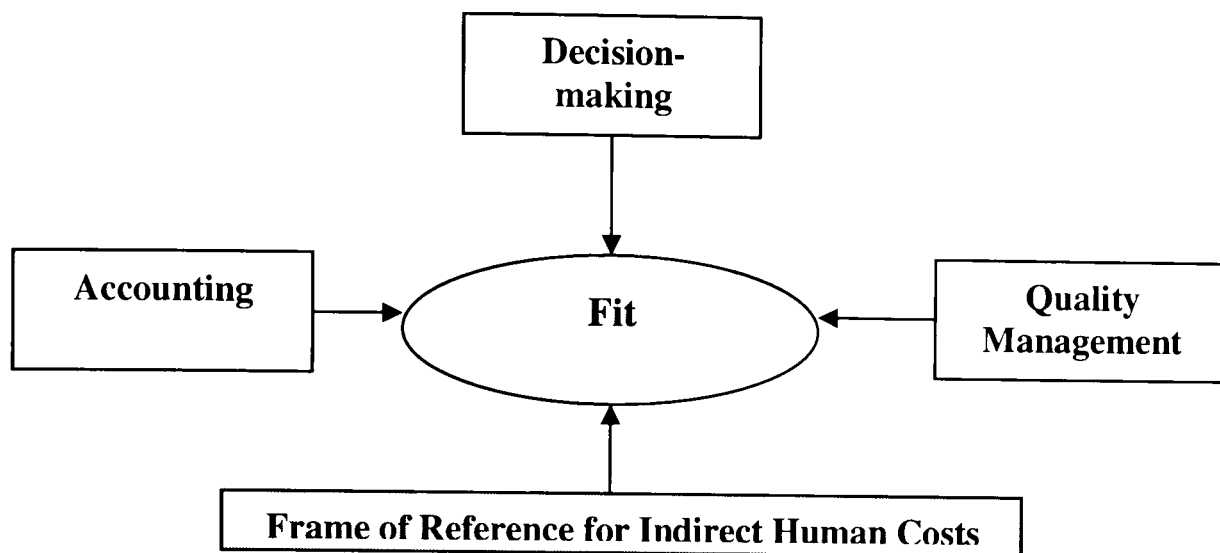 Decision-
making
Accounting
Fit
Quality
Management
Frame of Reference for Indirect Human Costs